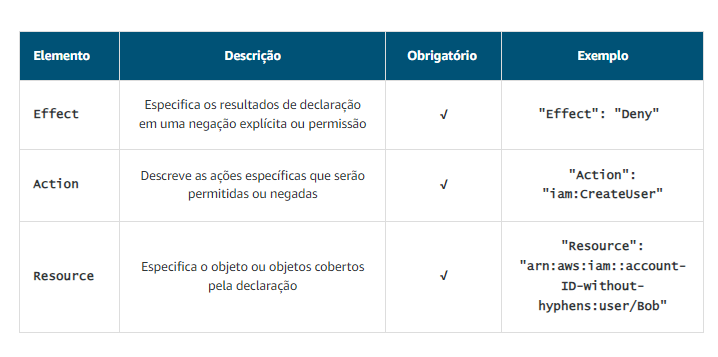 Elemento Descrição Obrigatório Exemplo
Effect
Especifica os resultados de declaração
em uma negação explícita ou permissão
√
"Effect": "Deny"
Action
Descreve as ações específicas que serão
permitidas ou negadas
√
"Action":
"iam:CreateUser"
Resource
Especifica o objeto ou objetos cobertos
pela declaração
√
"Resource":
"arn:aws:iam::account-
ID-without-
hyphens:user/Bob"